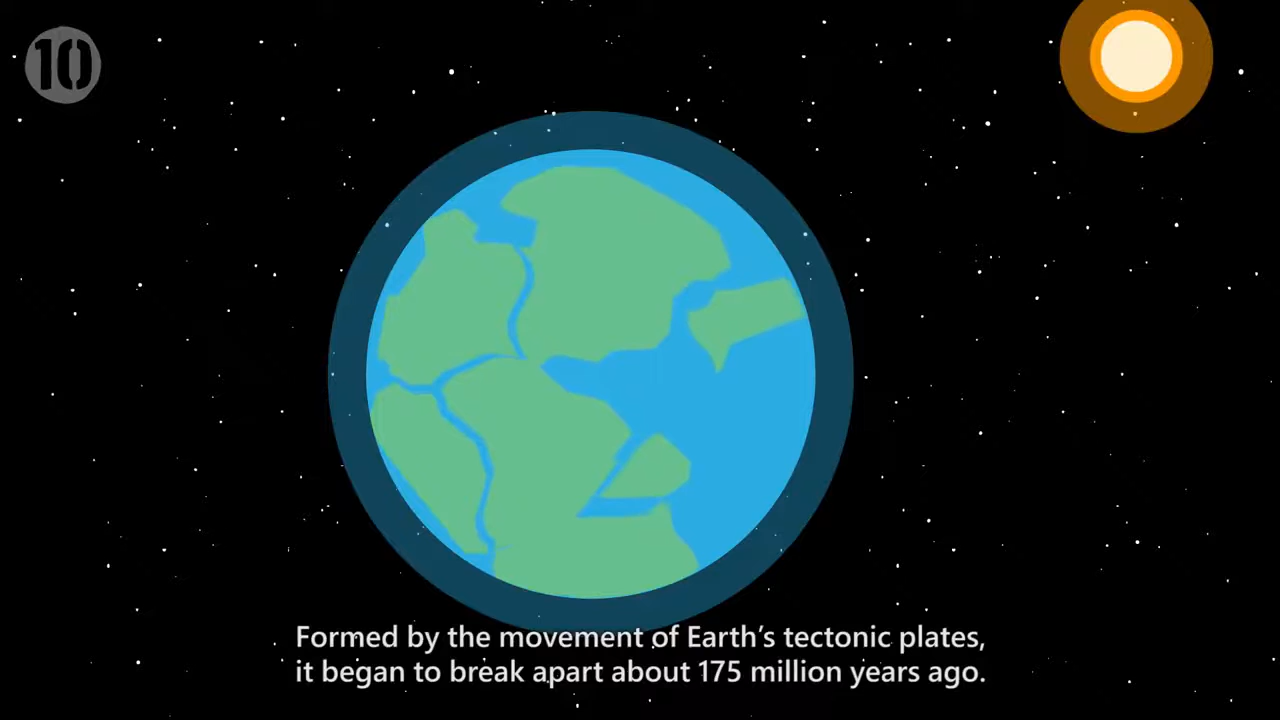 10
Formed by the movement of Earth's tectonic plates,
it began to break apart about 175 million years ago.